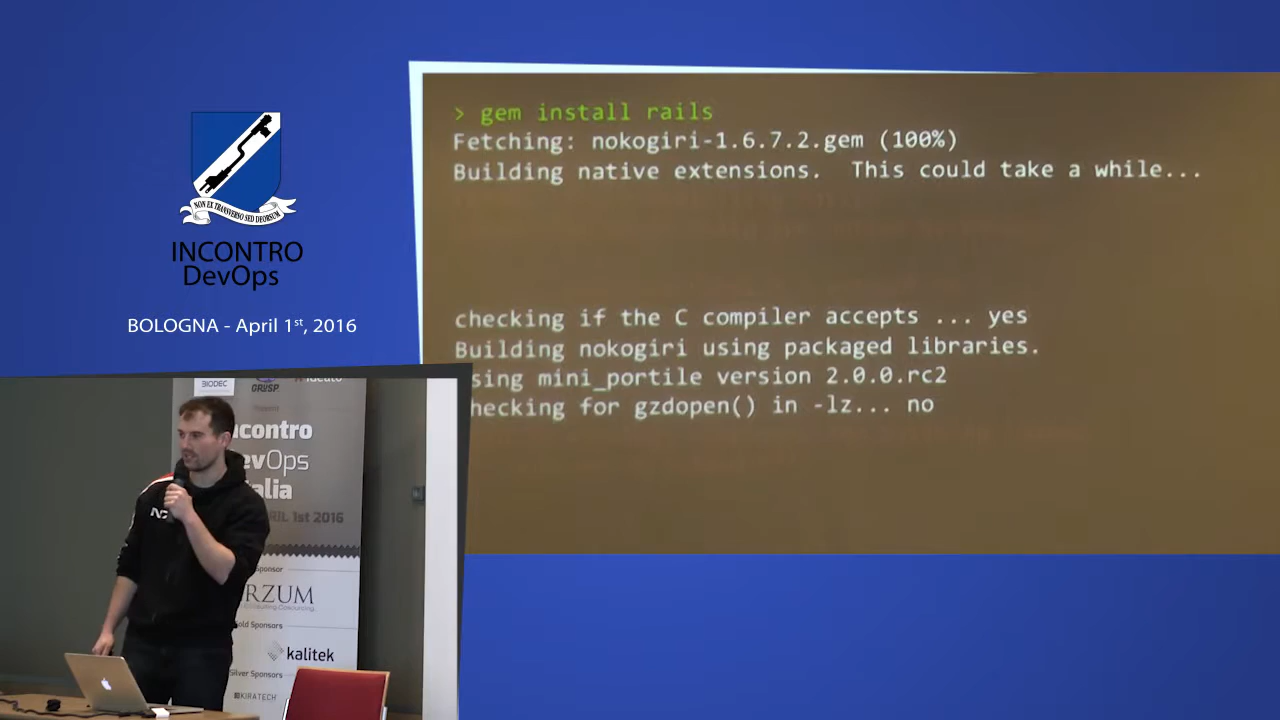 NON EX TRANSVERSO SED DEORSUM
INCONTRO
DevOps
BOLOGNA - April 1st, 2016
> gem install rails
Fetching: nokogiri-1.6.7.2.gem (100%)
Building native extensions.  This could take a while...
checking if the C compiler accepts ... yes
Building nokogiri using packaged libraries.
sing mini_portile version 2.0.0.rc2
hecking for gzdopen() in -lz... no
BIODEC
GRUSP
ncontro
evOps
talia
RIL 1st 2016
Sponsor
RZUM
old Sponsors
kalitek
Silver Sponsors
KIRATECH